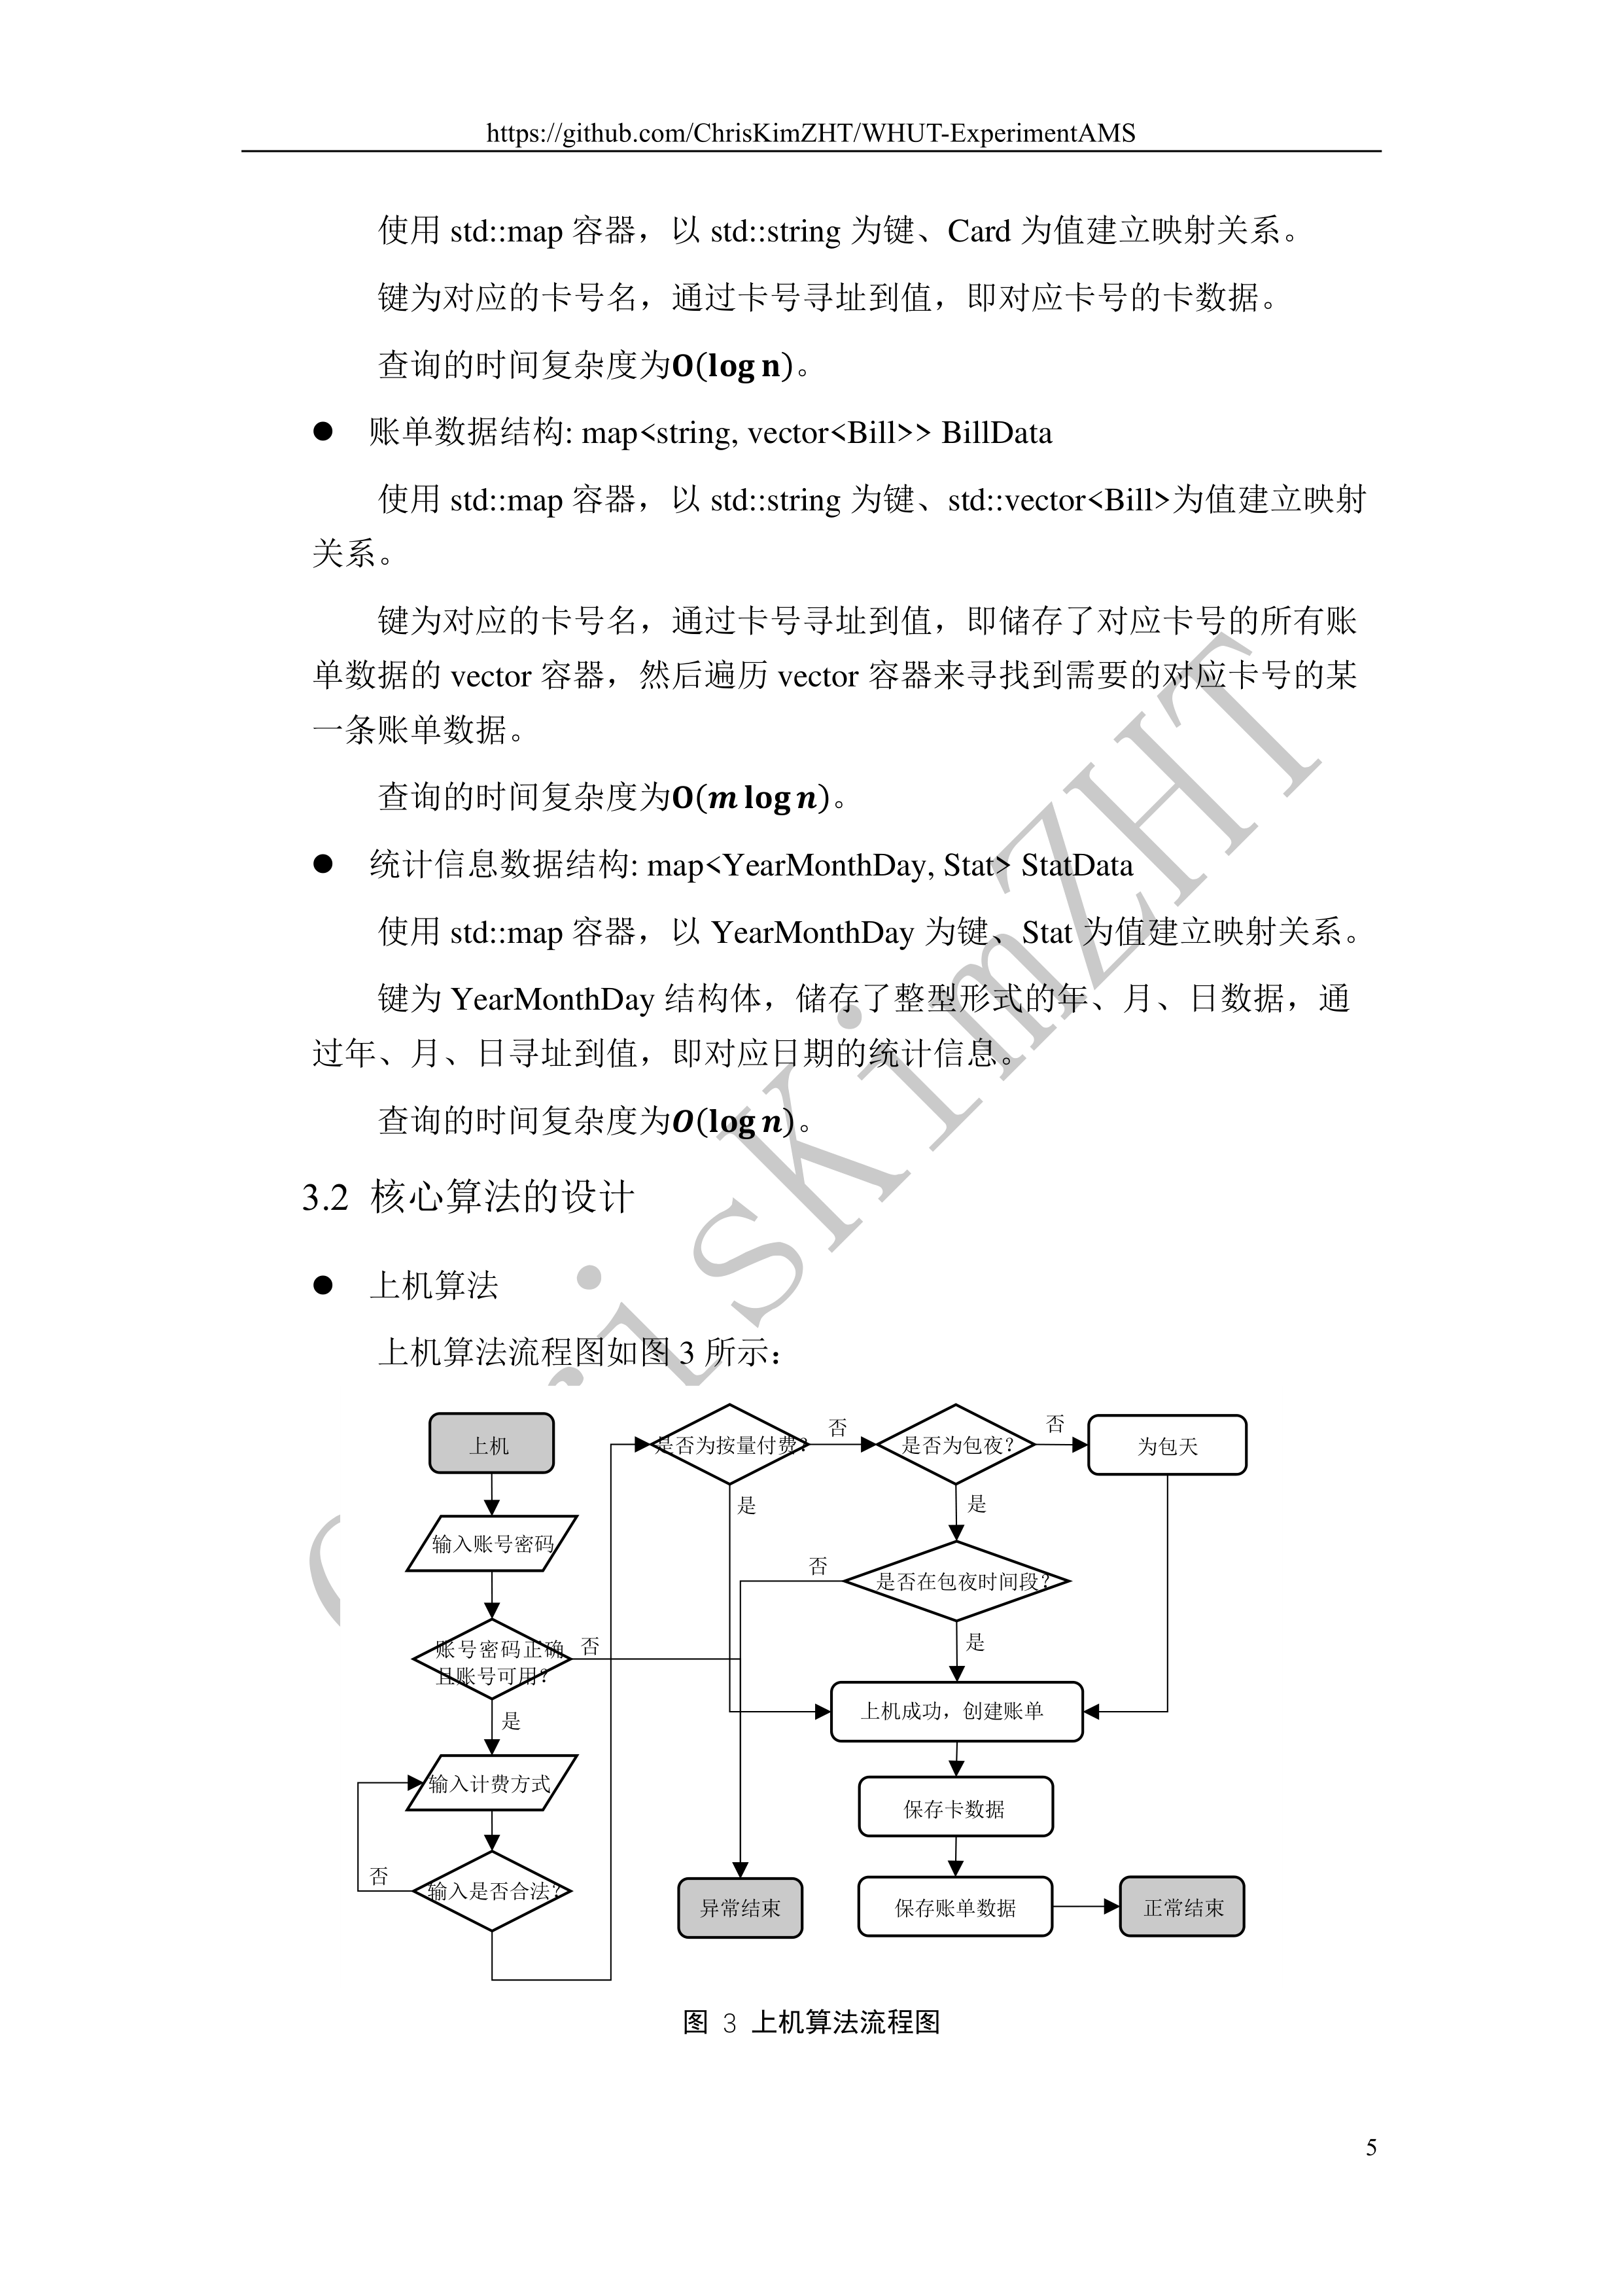 https://github.com/ChrisKimZHT/WHUT-ExperimentAMS
使用 std::map 容器，以 std::string 为键、Card 为值建立映射关系。
键为对应的卡号名，通过卡号寻址到值，即对应卡号的卡数据。
查询的时间复杂度为O(log n)。
● 账单数据结构: map<string, vector<Bill>> BillData
使用 std::map 容器，以 std::string 为键、std::vector<Bill>为值建立映射
关系。
键为对应的卡号名，通过卡号寻址到值，即储存了对应卡号的所有账
单数据的 vector 容器，然后遍历 vector 容器来寻找到需要的对应卡号的某
一条账单数据。
查询的时间复杂度为O(m log n)。
● 统计信息数据结构: map<YearMonthDay, Stat> StatData
使用 std::map 容器，以 YearMonthDay 为键、Stat 为值建立映射关系。
键为 YearMonthDay 结构体，储存了整型形式的年、月、日数据，通
过年、月、日寻址到值，即对应日期的统计信息。
查询的时间复杂度为O(log n)。
3.2 核心算法的设计
● 上机算法
上机算法流程图如图 3 所示：
上机
输入账号密码
账号密码正确
且账号可用?
否
是
输入计费方式
输入是否合法?
否
是否为按量付费?
否
是
是否为包夜?
否
是
为包天
是否在包夜时间段?
否
是
上机成功，创建账单
保存卡数据
保存账单数据
异常结束
正常结束
图 3 上机算法流程图
5
isKimZHT